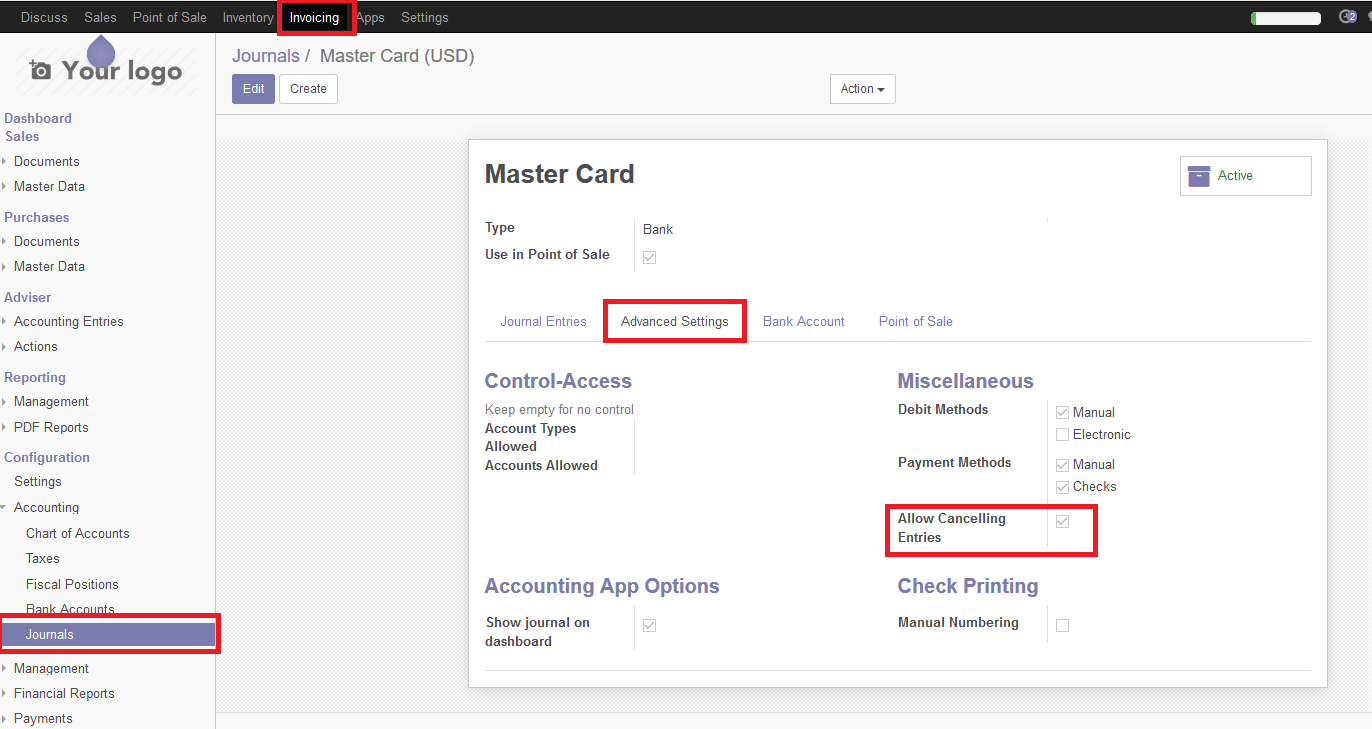 Discuss Sales Point of Sale Inventory Invoicing Apps Settings
2
Your logo
Journals / Master Card (USD)
Edit Create Action
Dashboard
Sales
Documents
Master Data
Purchases
Documents
Master Data
Adviser
Accounting Entries
Actions
Reporting
Management
PDF Reports
Configuration
Settings
Accounting
Chart of Accounts
Taxes
Fiscal Positions
Bank Accounts
Journals
Management
Financial Reports
Payments
Master Card
Active
Type Bank
Use in Point of Sale
Journal Entries Advanced Settings Bank Account Point of Sale
Control-Access
Keep empty for no control
Account Types
Allowed
Accounts Allowed
Miscellaneous
Debit Methods Manual
Electronic
Payment Methods Manual
Checks
Allow Cancelling
Entries
Accounting App Options
Show journal on
dashboard
Check Printing
Manual Numbering